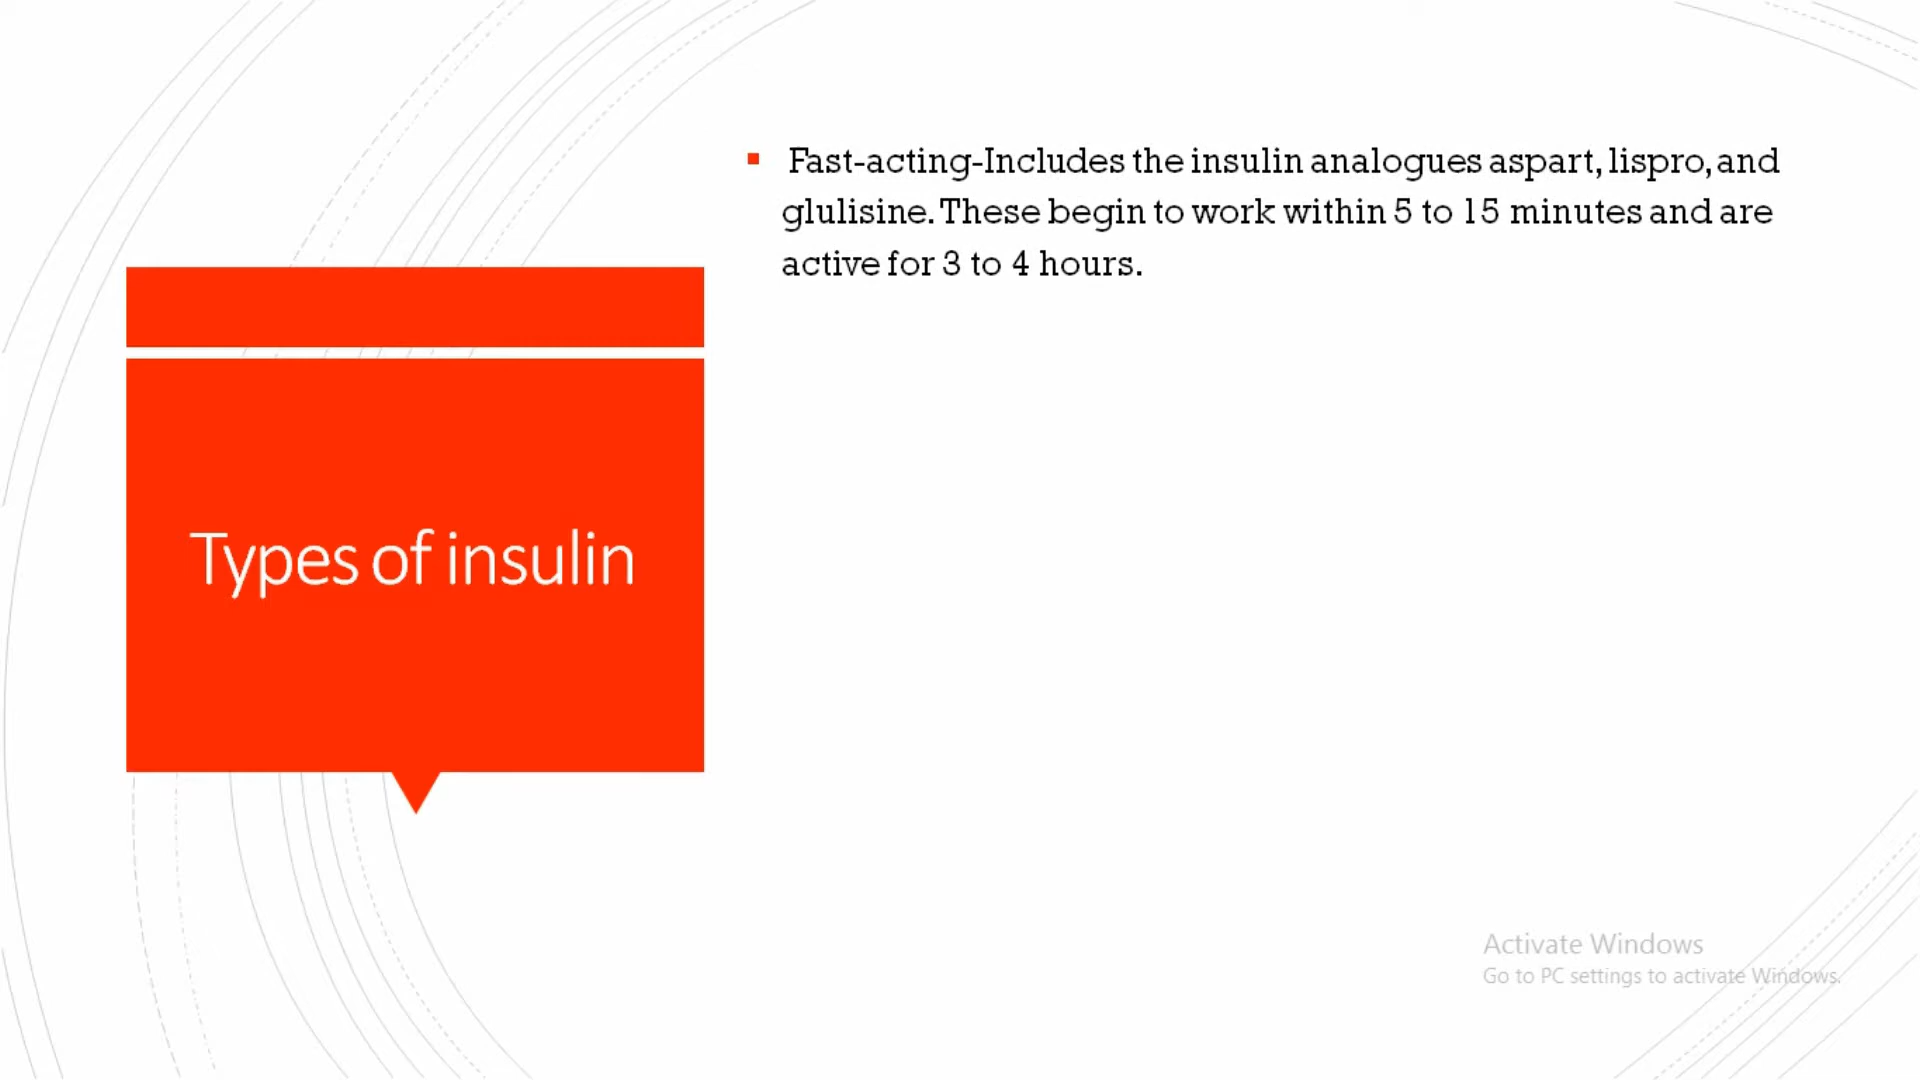 Fast-acting-Includes the insulin analogues aspart, lispro, and
glulisine. These begin to work within 5 to 15 minutes and are
active for 3 to 4 hours.
Types of insulin
Activate Windows
Go to PC settings to activate Windows.